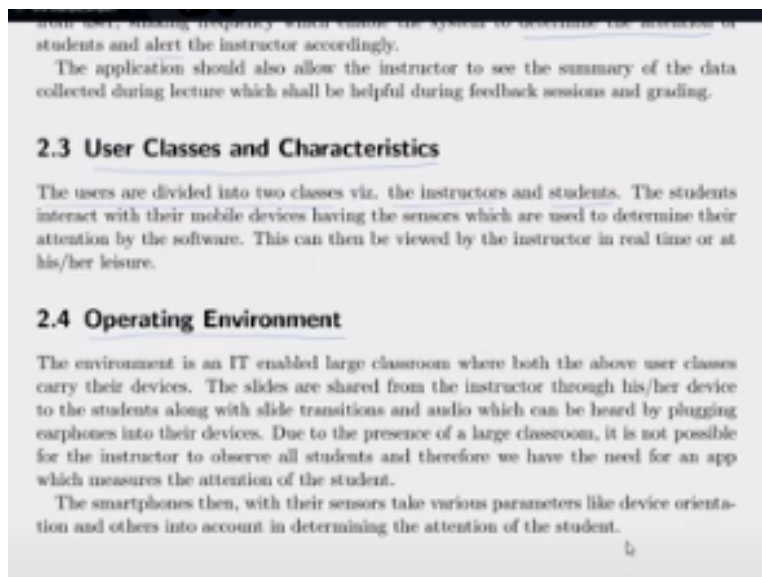 students and alert the instructor accordingly.
The application should also allow the instructor to see the summary of the data
collected during lecture which shall be helpful during feedback sessions and grading.
2.3 User Classes and Characteristics
The users are divided into two classes viz. the instructors and students. The students
interact with their mobile devices having the sensors which are used to determine their
attention by the software. This can then be viewed by the instructor in real time or at
his/her leisure.
2.4 Operating Environment
The environment is an IT enabled large classroom where both the above user classes
carry their devices. The slides are shared from the instructor through his/her device
to the students along with slide transitions and audio which can be heard by plugging
earphones into their devices. Due to the presence of a large classroom, it is not possible
for the instructor to observe all students and therefore we have the need for an app
which measures the attention of the student.
The smartphones then, with their sensors take various parameters like device orienta-
tion and others into account in determining the attention of the student.